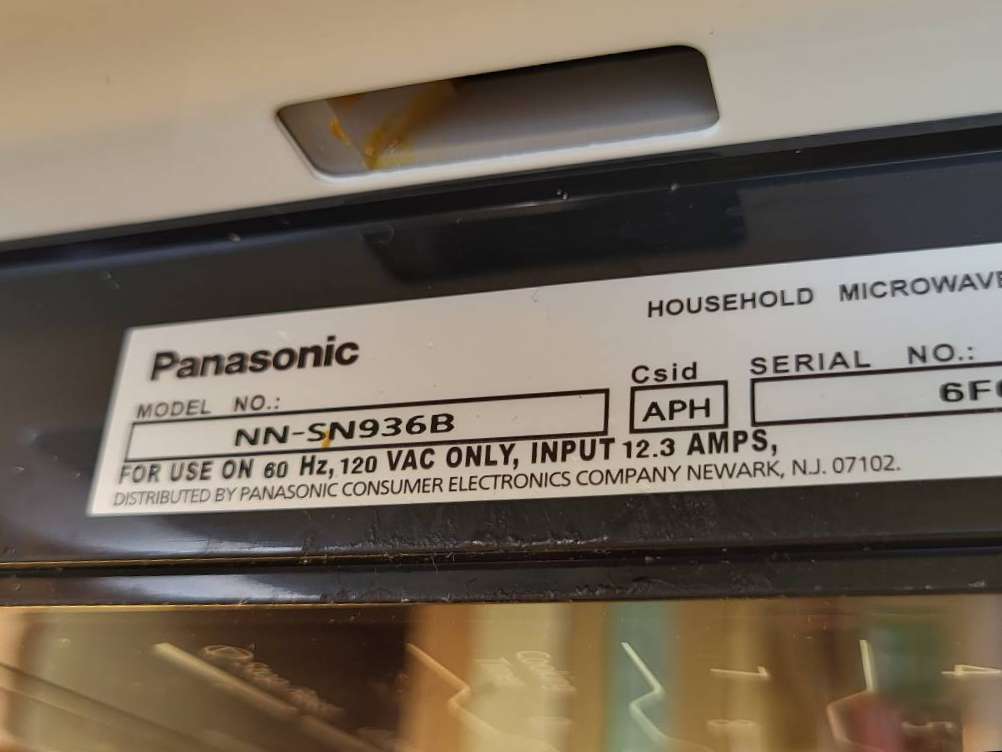 HOUSEHOLD MICROWAVE
Panasonic
MODEL NO.: Csid SERIAL NO.:
NN-SN936B APH 6F
FOR USE ON 60 Hz, 120 VAC ONLY, INPUT 12.3 AMPS,
DISTRIBUTED BY PANASONIC CONSUMER ELECTRONICS COMPANY NEWARK, N.J. 07102.